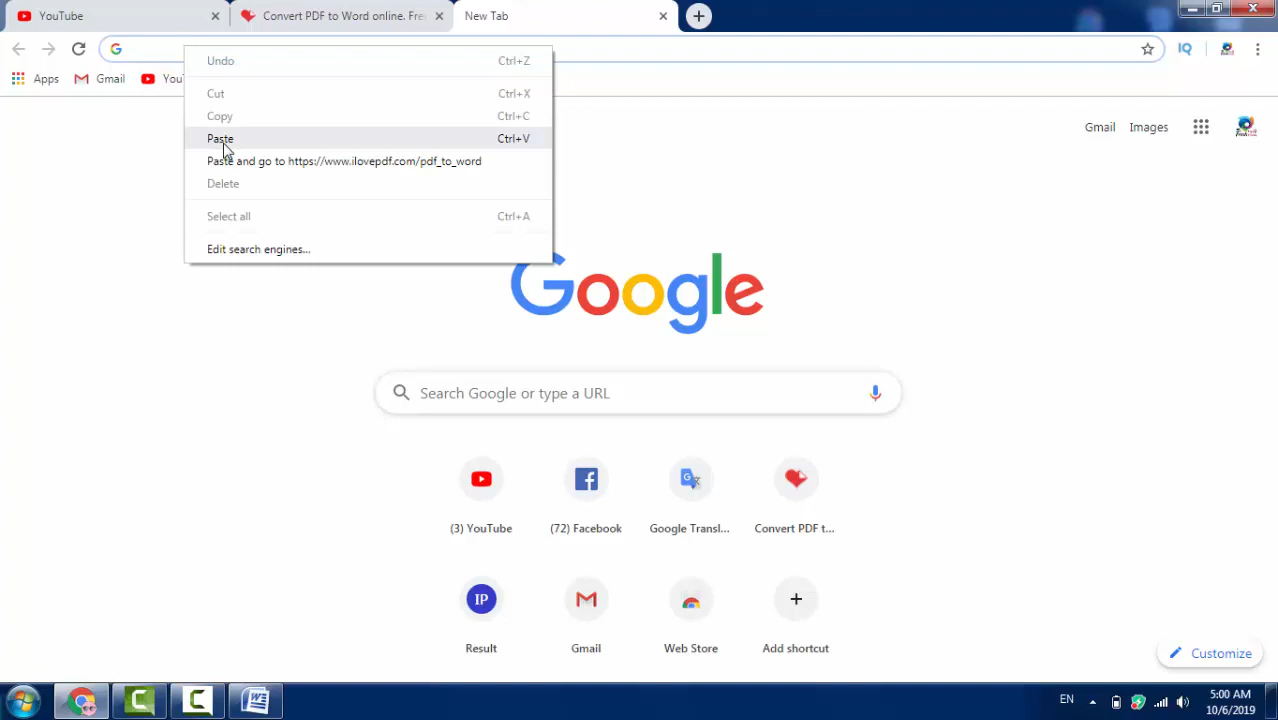 YouTube
Convert PDF to Word online. Fre
New Tab
Apps
Gmail
You
Undo Ctrl+Z
Cut Ctrl+X
Copy Ctrl+C
Paste Ctrl+V
Paste and go to https://www.ilovepdf.com/pdf_to_word
Delete
Select all Ctrl+A
Edit search engines...
Gmail Images
Google
Search Google or type a URL
(3) YouTube
(72) Facebook
Google Transl...
Convert PDF t...
IP
Result
Gmail
Web Store
Add shortcut
Customize
EN
5:00 AM
10/6/2019